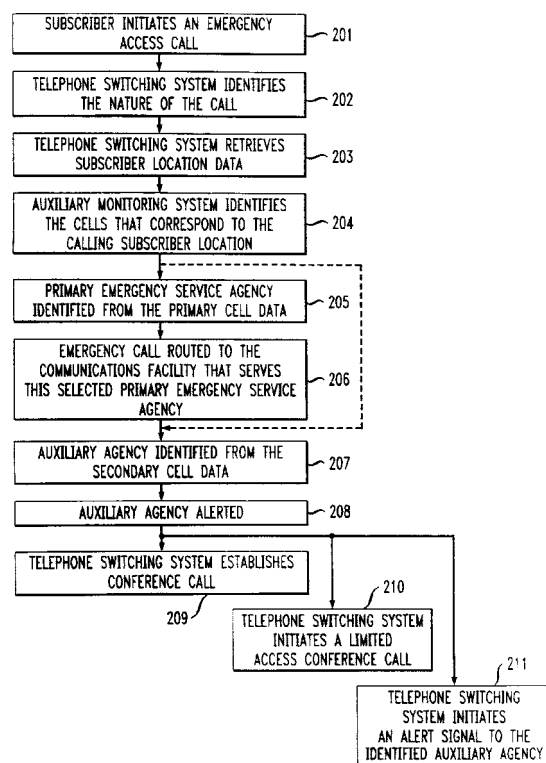 SUBSCRIBER INITIATES AN EMERGENCY
ACCESS CALL
201
TELEPHONE SWITCHING SYSTEM IDENTIFIES
THE NATURE OF THE CALL
202
TELEPHONE SWITCHING SYSTEM RETRIEVES
SUBSCRIBER LOCATION DATA
203
AUXILIARY MONITORING SYSTEM IDENTIFIES
THE CELLS THAT CORRESPOND TO THE
CALLING SUBSCRIBER LOCATION
204
PRIMARY EMERGENCY SERVICE AGENCY
IDENTIFIED FROM THE PRIMARY CELL DATA
205
EMERGENCY CALL ROUTED TO THE
COMMUNICATIONS FACILITY THAT SERVES
THIS SELECTED PRIMARY EMERGENCY SERVICE
AGENCY
206
AUXILIARY AGENCY IDENTIFIED FROM THE
SECONDARY CELL DATA
207
AUXILIARY AGENCY ALERTED
208
TELEPHONE SWITCHING SYSTEM ESTABLISHES
CONFERENCE CALL
209
210
TELEPHONE SWITCHING SYSTEM
INITIATES A LIMITED
ACCESS CONFERENCE CALL
211
TELEPHONE SWITCHING
SYSTEM INITIATES
AN ALERT SIGNAL TO THE
IDENTIFIED AUXILIARY AGENCY